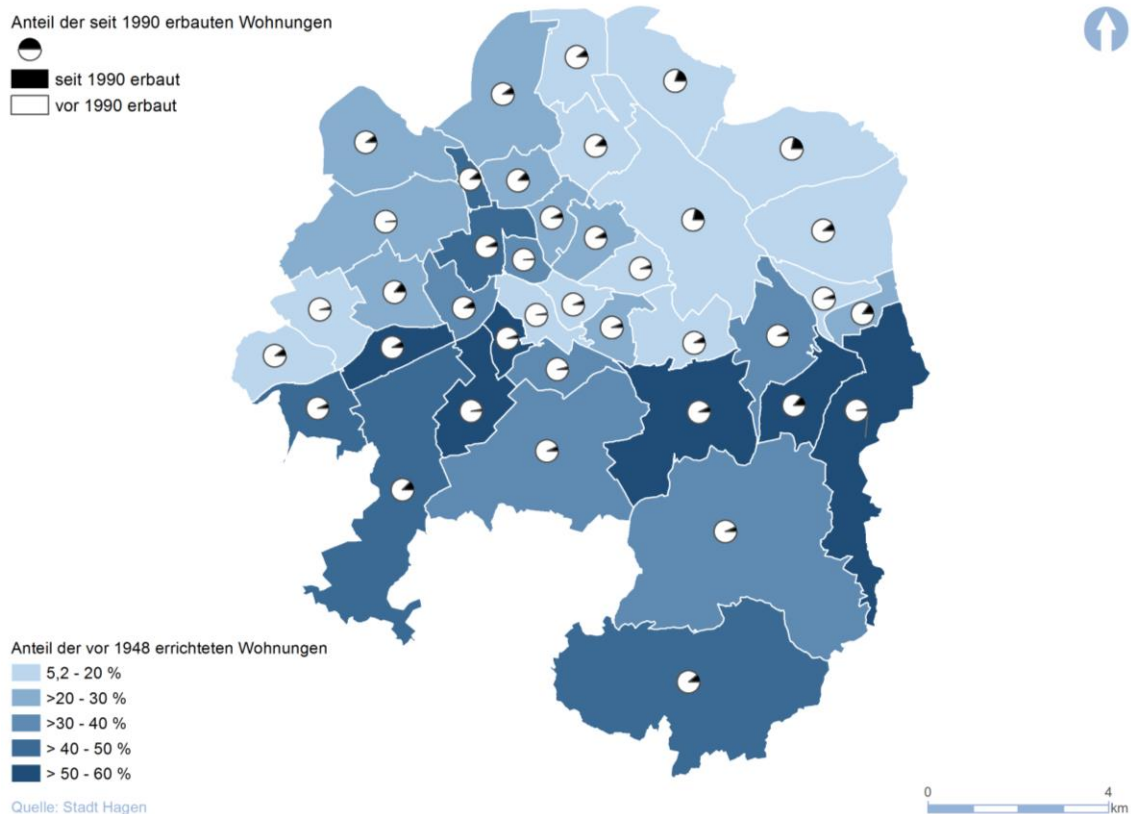 Anteil der seit 1990 erbauten Wohnungen
seit 1990 erbaut
vor 1990 erbaut
Anteil der vor 1948 errichteten Wohnungen
5,2 - 20 %
>20 - 30 %
>30 - 40 %
> 40 - 50 %
> 50 - 60 %
Quelle: Stadt Hagen
0 4
km